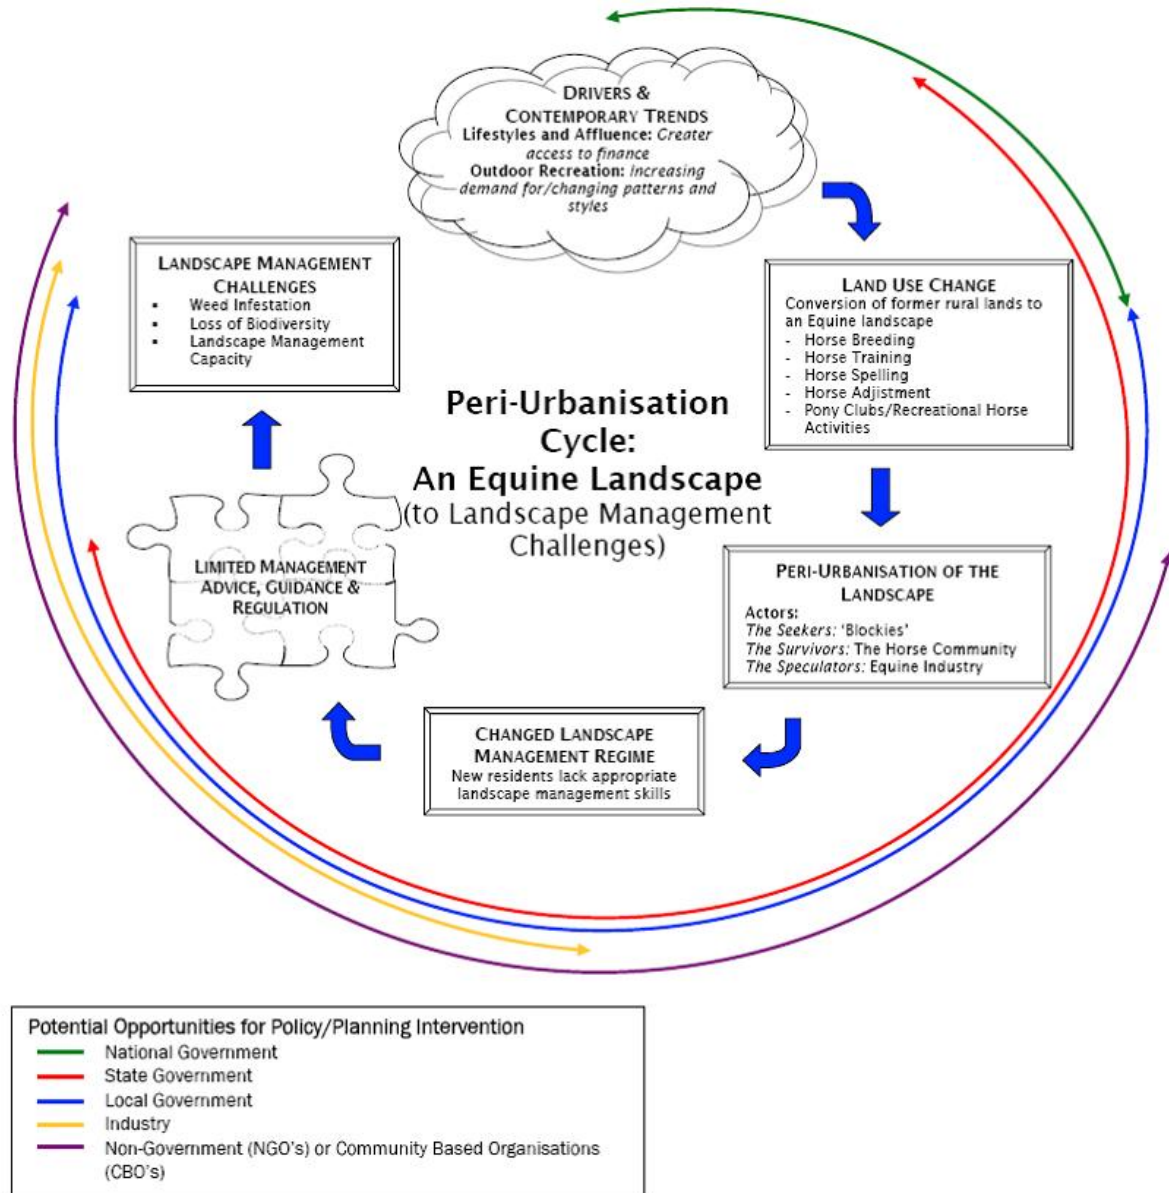 DRIVERS &
CONTEMPORARY TRENDS
Lifestyles and Affluence: Greater
access to finance
Outdoor Recreation: Increasing
demand for/changing patterns and
styles
LAND USE CHANGE
Conversion of former rural lands to
an Equine landscape
- Horse Breeding
- Horse Training
- Horse Spelling
- Horse Adjistment
- Pony Clubs/Recreational Horse
Activities
PERI-URBANISATION OF THE
LANDSCAPE
Actors:
The Seekers: 'Blockies'
The Survivors: The Horse Community
The Speculators: Equine Industry
CHANGED LANDSCAPE
MANAGEMENT REGIME
New residents lack appropriate
landscape management skills
LIMITED MANAGEMENT
ADVICE, GUIDANCE &
REGULATION
LANDSCAPE MANAGEMENT
CHALLENGES
▪ Weed Infestation
▪ Loss of Biodiversity
▪ Landscape Management
Capacity
Peri-Urbanisation
Cycle:
An Equine Landscape
(to Landscape Management
Challenges)
Potential Opportunities for Policy/Planning Intervention
National Government
State Government
Local Government
Industry
Non-Government (NGO's) or Community Based Organisations
(CBO's)